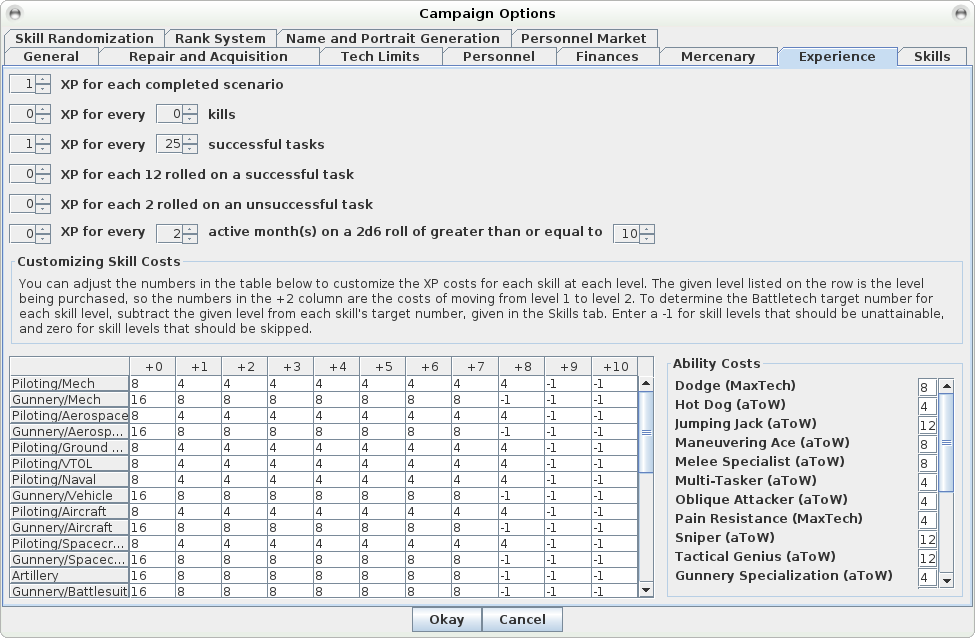 Campaign Options
Skill Randomization Rank System Name and Portrait Generation Personnel Market
General Repair and Acquisition Tech Limits Personnel Finances Mercenary Experience Skills
1 XP for each completed scenario
0 XP for every 0 kills
1 XP for every 25 successful tasks
0 XP for each 12 rolled on a successful task
0 XP for each 2 rolled on an unsuccessful task
0 XP for every 2 active month(s) on a 2d6 roll of greater than or equal to 10
Customizing Skill Costs
You can adjust the numbers in the table below to customize the XP costs for each skill at each level. The given level listed on the row is the level
being purchased, so the numbers in the +2 column are the costs of moving from level 1 to level 2. To determine the Battletech target number for
each skill level, subtract the given level from each skill's target number, given in the Skills tab. Enter a -1 for skill levels that should be unattainable,
and zero for skill levels that should be skipped.
+0 +1 +2 +3 +4 +5 +6 +7 +8 +9 +10
Piloting/Mech 8 4 4 4 4 4 4 4 4 -1 -1
Gunnery/Mech 16 8 8 8 8 8 8 8 -1 -1 -1
Piloting/Aerospace 8 4 4 4 4 4 4 4 4 -1 -1
Gunnery/Aerosp... 16 8 8 8 8 8 8 8 -1 -1 -1
Piloting/Ground ... 8 4 4 4 4 4 4 4 4 -1 -1
Piloting/VTOL 8 4 4 4 4 4 4 4 4 -1 -1
Piloting/Naval 8 4 4 4 4 4 4 4 4 -1 -1
Gunnery/Vehicle 16 8 8 8 8 8 8 8 -1 -1 -1
Piloting/Aircraft 8 4 4 4 4 4 4 4 4 -1 -1
Gunnery/Aircraft 16 8 8 8 8 8 8 8 -1 -1 -1
Piloting/Spacecr... 8 4 4 4 4 4 4 4 4 -1 -1
Gunnery/Spacec... 16 8 8 8 8 8 8 8 -1 -1 -1
Artillery 16 8 8 8 8 8 8 8 -1 -1 -1
Gunnery/Battlesuit 16 8 8 8 8 8 8 8 -1 -1 -1
Ability Costs
Dodge (MaxTech) 8
Hot Dog (aToW) 4
Jumping Jack (aToW) 12
Maneuvering Ace (aToW) 8
Melee Specialist (aToW) 8
Multi-Tasker (aToW) 4
Oblique Attacker (aToW) 4
Pain Resistance (MaxTech) 4
Sniper (aToW) 12
Tactical Genius (aToW) 12
Gunnery Specialization (aToW) 4
Okay Cancel